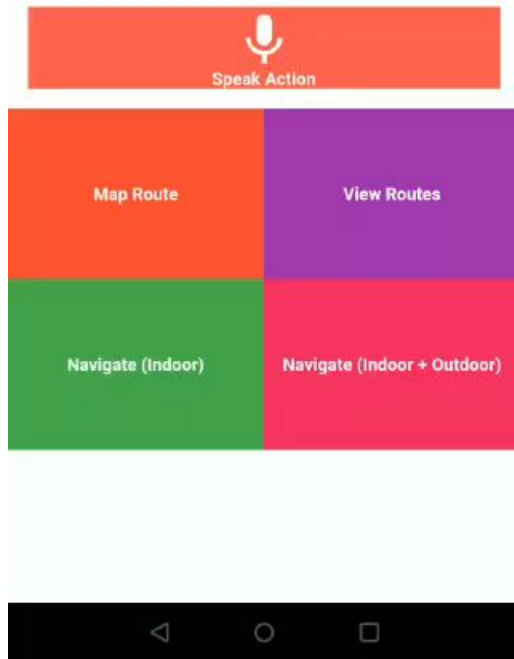 Speak Action
Map Route
View Routes
Navigate (Indoor)
Navigate (Indoor + Outdoor)